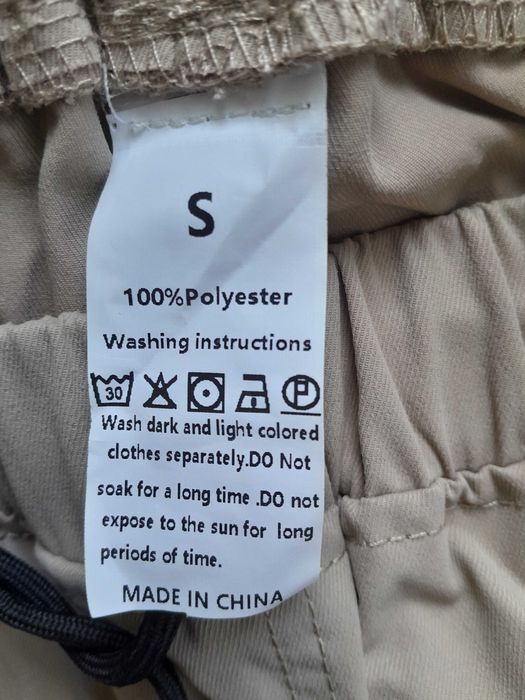 S
100%Polyester
Washing instructions
30 P
Wash dark and light colored
clothes separately.DO Not
soak for a long time .DO not
expose to the sun for long
periods of time.
MADE IN CHINA